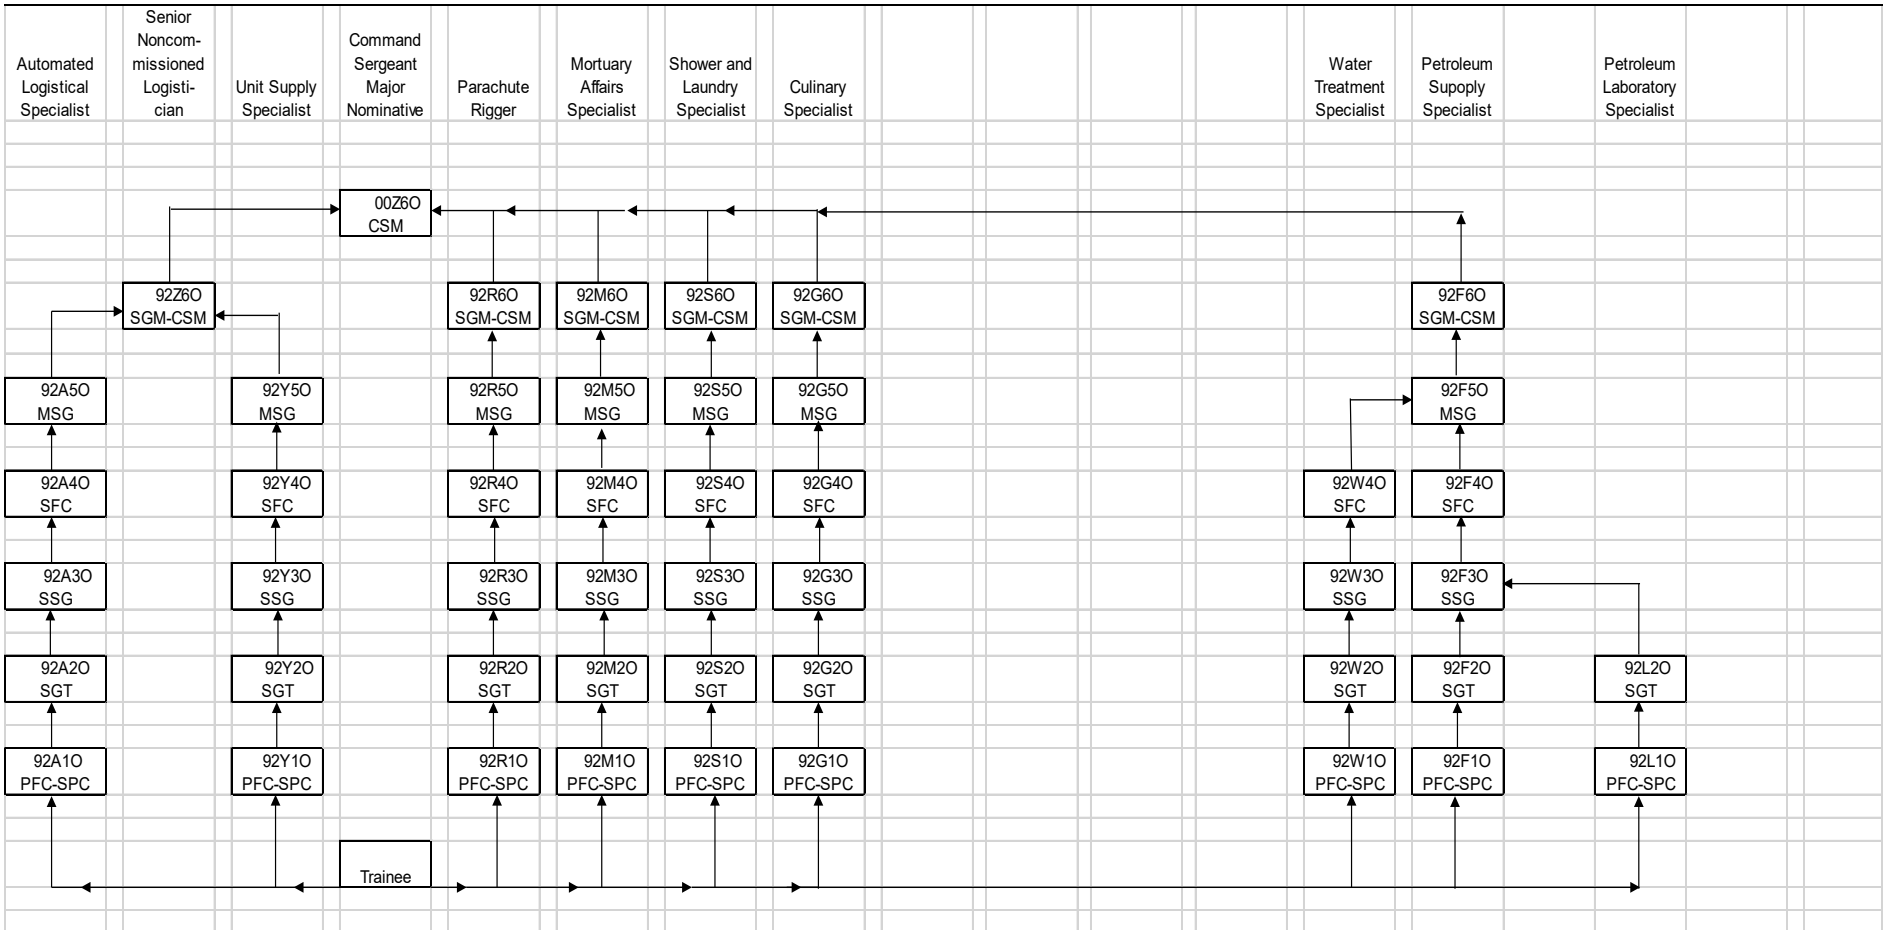 Automated
Logistical
Specialist
Senior
Noncom-
missioned
Logisti-
cian
Unit Supply
Specialist
Command
Sergeant
Major
Nominative
Parachute
Rigger
Mortuary
Affairs
Specialist
Shower and
Laundry
Specialist
Culinary
Specialist
Water
Treatment
Specialist
Petroleum
Supoply
Specialist
Petroleum
Laboratory
Specialist
00Z6O
CSM
92Z6O
SGM-CSM
92R6O
SGM-CSM
92M6O
SGM-CSM
92S6O
SGM-CSM
92G6O
SGM-CSM
92F6O
SGM-CSM
92A5O
MSG
92Y5O
MSG
92R5O
MSG
92M5O
MSG
92S5O
MSG
92G5O
MSG
92F5O
MSG
92A4O
SFC
92Y4O
SFC
92R4O
SFC
92M4O
SFC
92S4O
SFC
92G4O
SFC
92W4O
SFC
92F4O
SFC
92A3O
SSG
92Y3O
SSG
92R3O
SSG
92M3O
SSG
92S3O
SSG
92G3O
SSG
92W3O
SSG
92F3O
SSG
92A2O
SGT
92Y2O
SGT
92R2O
SGT
92M2O
SGT
92S2O
SGT
92G2O
SGT
92W2O
SGT
92F2O
SGT
92L2O
SGT
92A1O
PFC-SPC
92Y1O
PFC-SPC
92R1O
PFC-SPC
92M1O
PFC-SPC
92S1O
PFC-SPC
92G1O
PFC-SPC
92W1O
PFC-SPC
92F1O
PFC-SPC
92L1O
PFC-SPC
Trainee